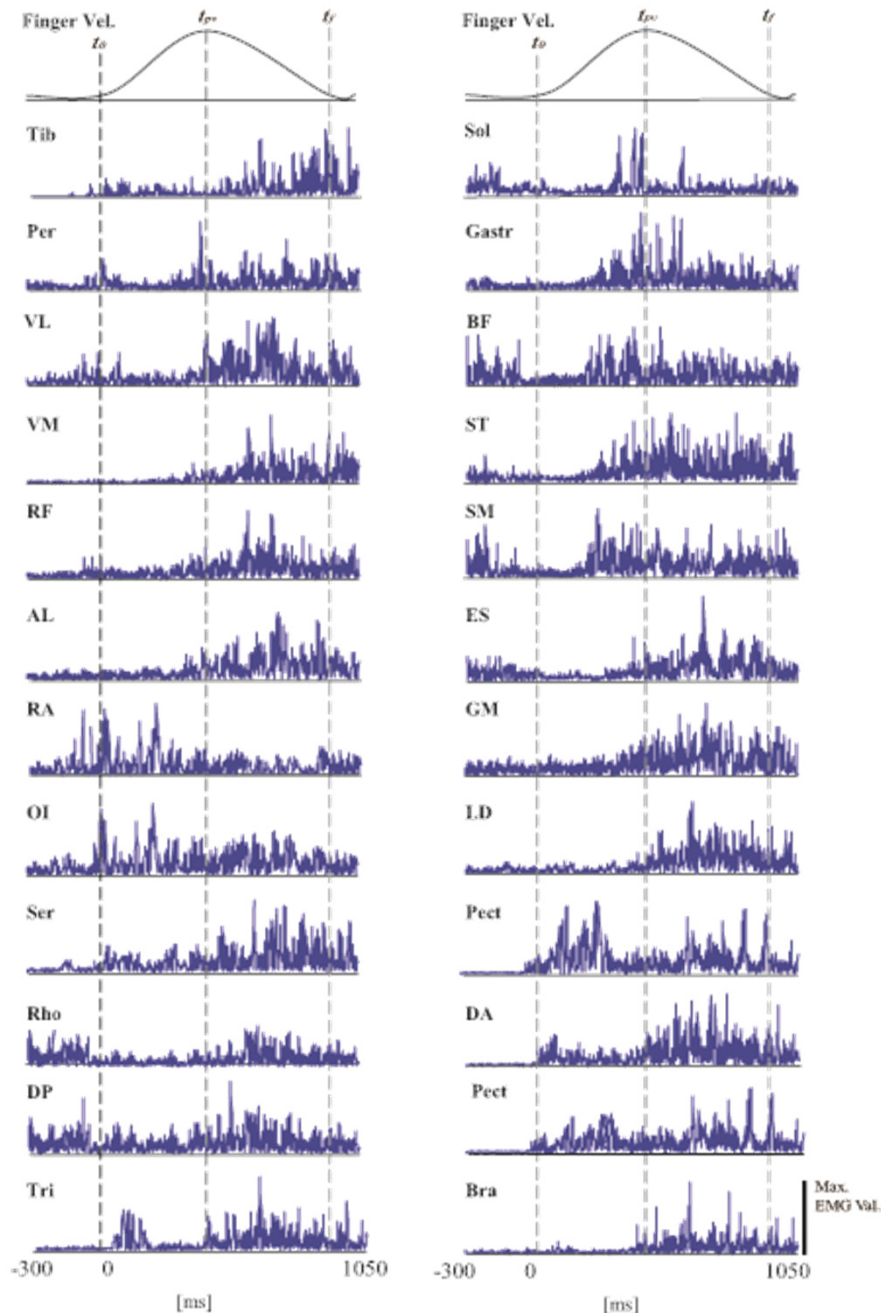 Finger Vel.
t0
tpv
tf
Tib
Per
VL
VM
RF
AL
RA
OI
Ser
Rho
DP
Tri
-300 0 1050
[ms]
Finger Vel.
t0
tpv
tf
Sol
Gastr
BF
ST
SM
ES
GM
LD
Pect
DA
Pect
Bra
Max.
EMG Val.
-300 0 1050
[ms]